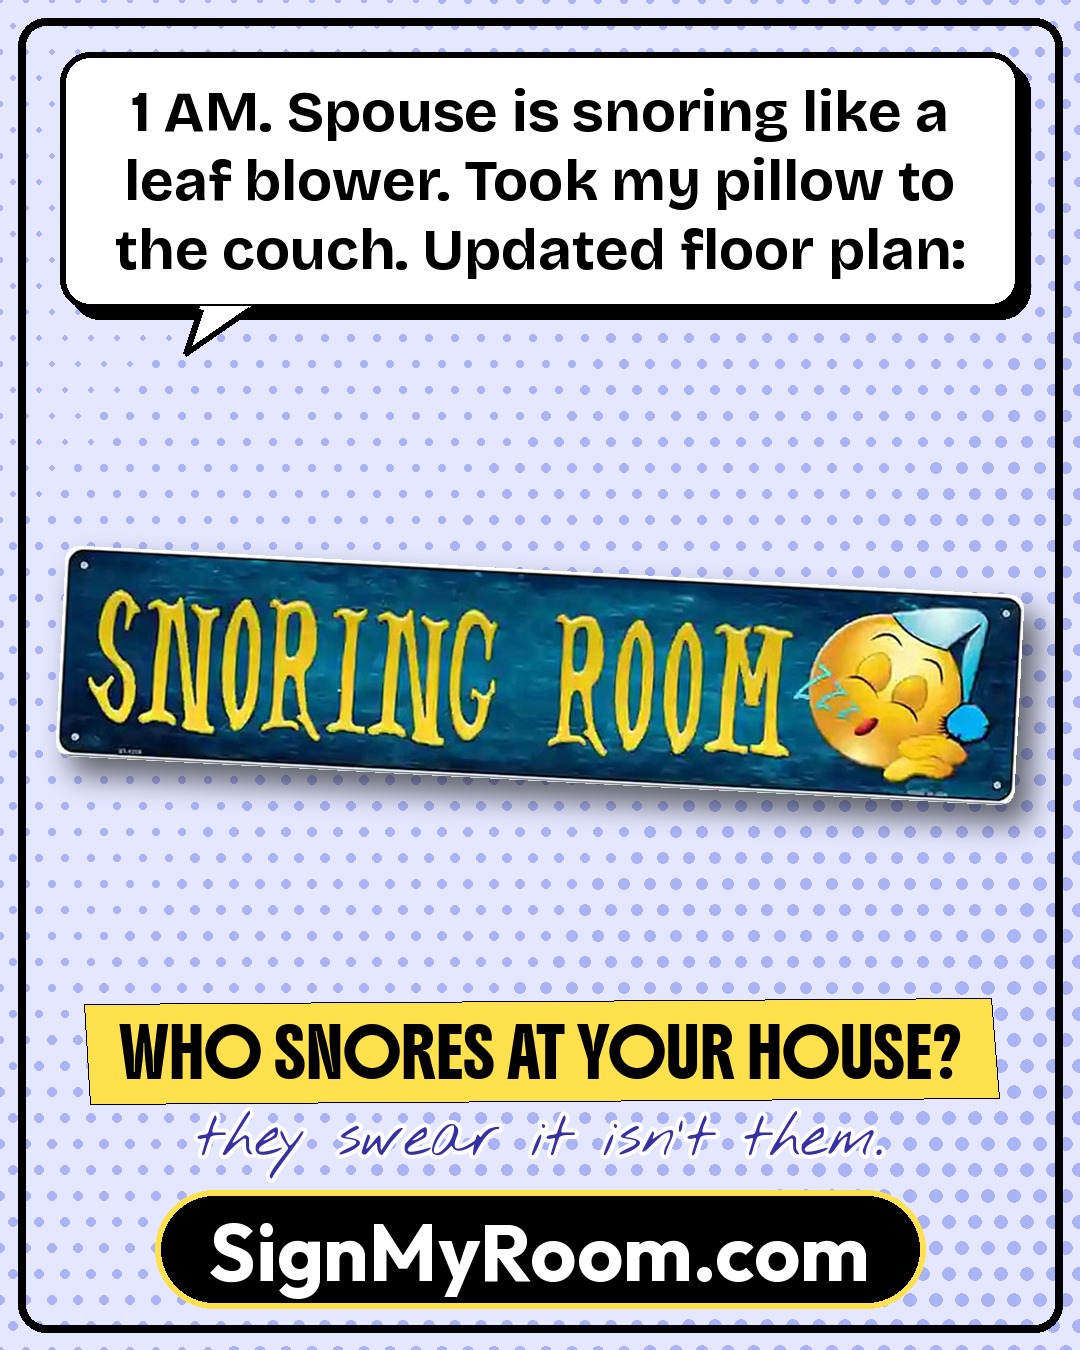 1 AM. Spouse is snoring like a
leaf blower. Took my pillow to
the couch. Updated floor plan:
SNORING ROOM
ZZZ
WHO SNORES AT YOUR HOUSE?
they swear it isn't them.
SignMyRoom.com